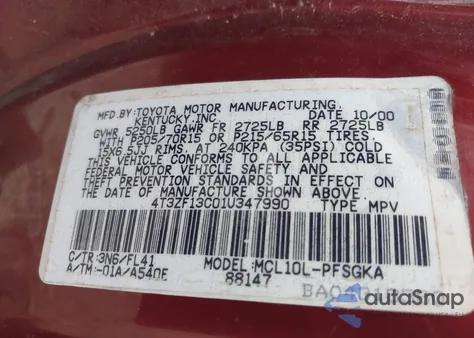 MFD.BY:TOYOTA MOTOR MANUFACTURING,
KENTUCKY,INC. DATE 10/00
GVWR 5250LB GAWR FR 2725LB RR 2725LB
WITH P205/70R15 OR P215/65R15 TIRES,
15X6.5JJ RIMS, AT 240KPA (35PSI) COLD
THIS VEHICLE CONFORMS TO ALL APPLICABLE
FEDERAL MOTOR VEHICLE
SAFETY STANDARDS IN EFFECT ON
THE DATE OF MANUFACTURE SHOWN ABOVE.
4T3ZF13C01U347990 TYPE MPV
C/TR:3N6/FL41 MODEL:MCL10L-PFSGKA
A/TM:-01A/A540E 88147
autoSnap